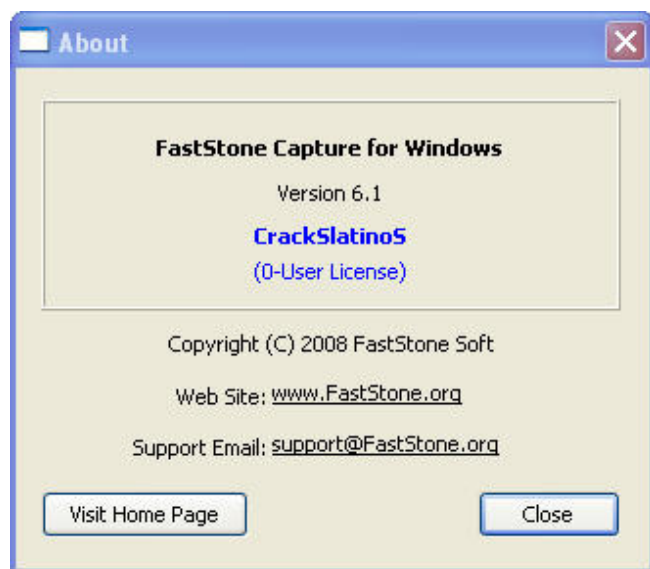 About
FastStone Capture for Windows
Version 6.1
CrackSlatinoS
(0-User License)
Copyright (C) 2008 FastStone Soft
Web Site: www.FastStone.org
Support Email: support@FastStone.org
Visit Home Page
Close